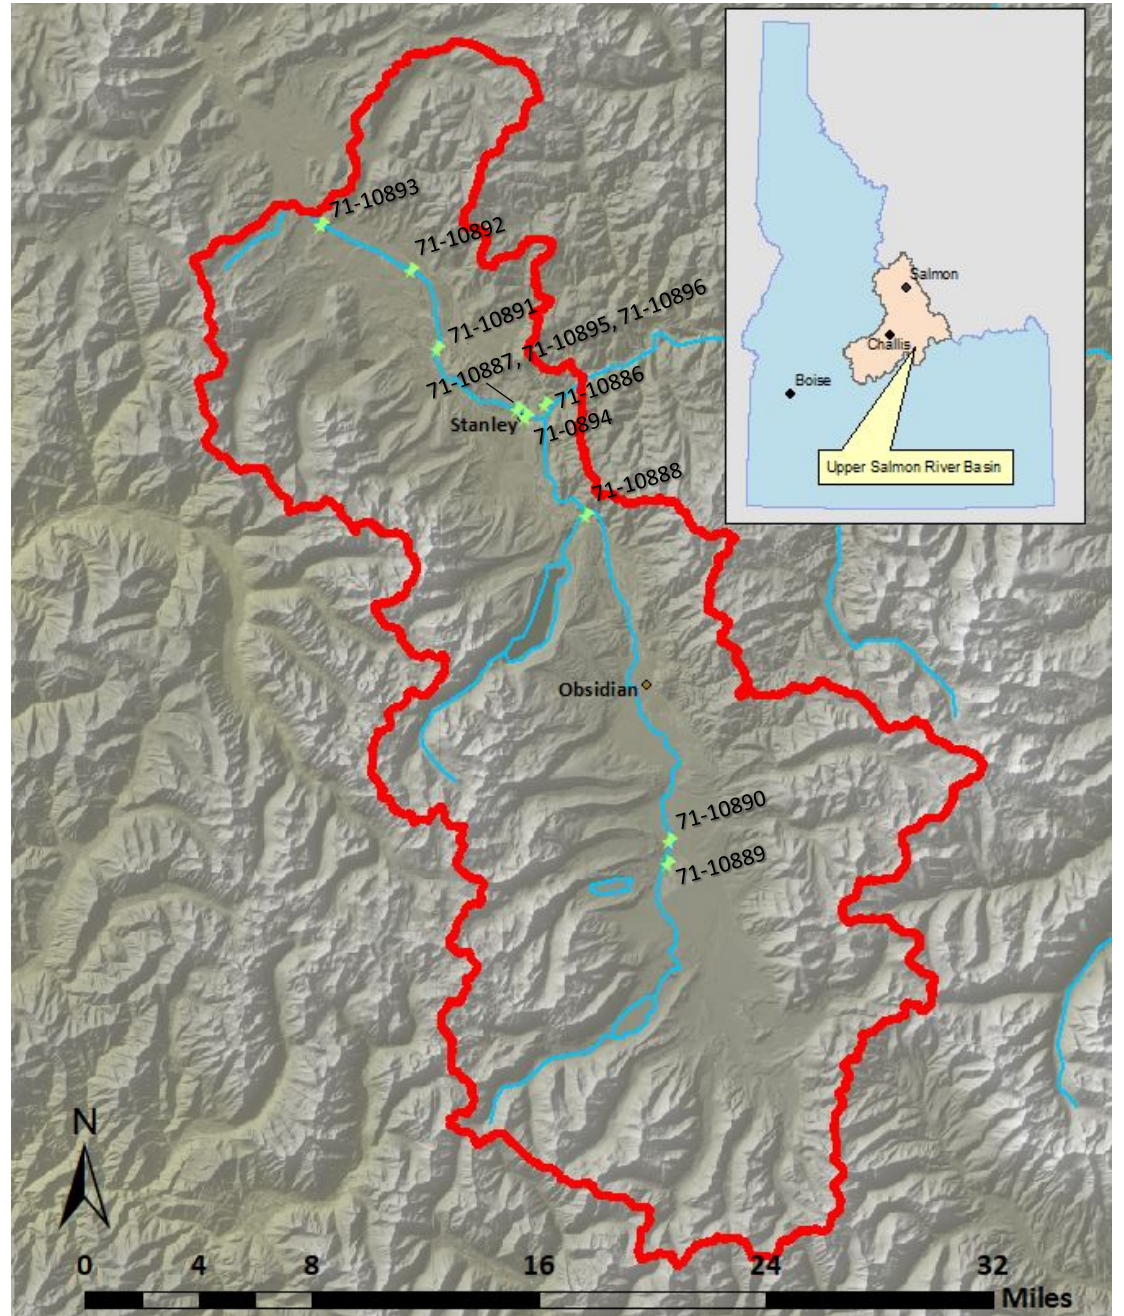 Salmon
Challis
Boise
Upper Salmon River Basin
71-10893
71-10892
71-10891
71-10887, 71-10895, 71-10896
71-10886
Stanley
71-0894
71-10888
Obsidian
71-10890
71-10889
N
0 4 8 16 24 32
Miles